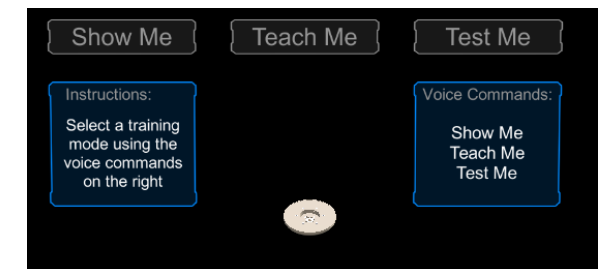 Show Me
Teach Me
Test Me
Instructions:
Select a training
mode using the
voice commands
on the right
Voice Commands:
Show Me
Teach Me
Test Me